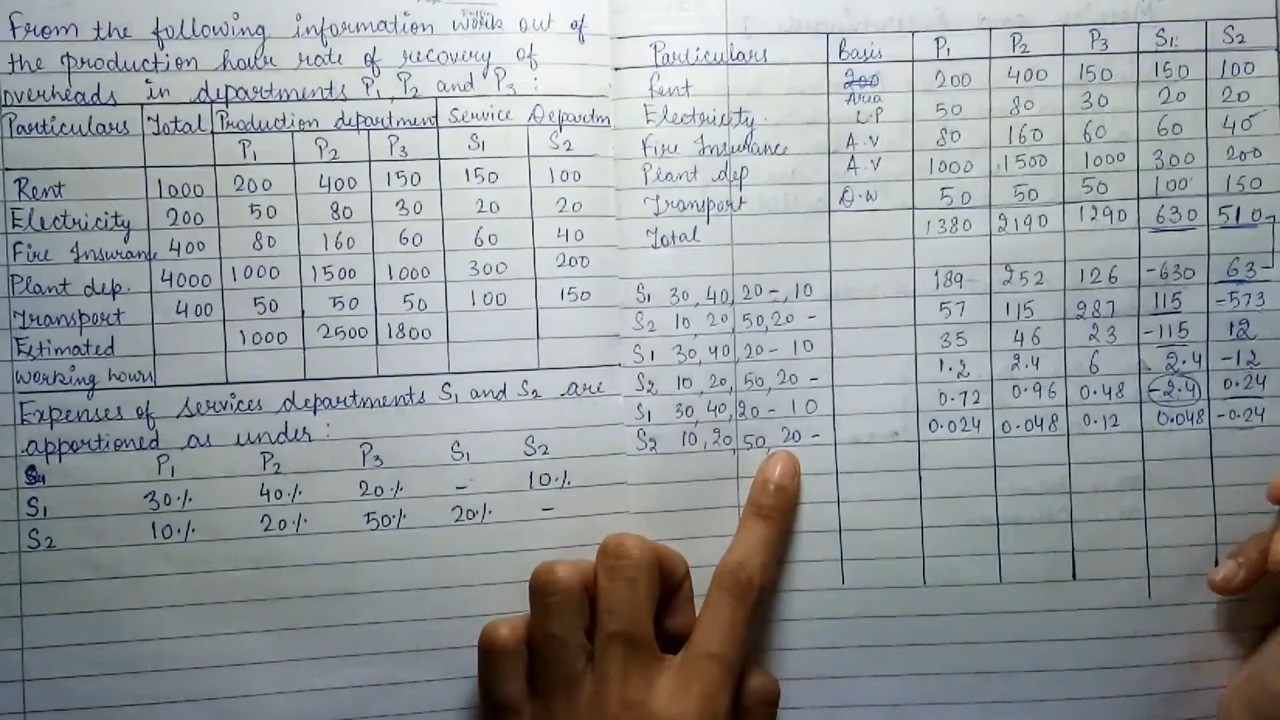 From the following information work out of
the production hour rate of recovery of
overheads in departments P1, P2 and P3 :
Particulars Total Production department Service Departm
P1 P2 P3 S1 S2
Rent 1000 200 400 150 150 100
Electricity 200 50 80 30 20 20
Fire Insuran 400 80 160 60 60 40
Plant dep. 4000 1000 1500 1000 300 200
Transport 400 50 50 50 100 150
Estimated 1000 2500 1800
working hours
Expenses of services departments S1 and S2 are
apportioned as under :
P1 P2 P3 S1 S2
S1 30% 40% 20% - 10%
S2 10% 20% 50% 20% -
Particulars Basis P1 P2 P3 S1 S2
Rent Area 200 400 150 150 100
Electricity L.P 50 80 30 20 20
Fire Insurance A.V 80 160 60 60 40
Plant dep A.V 1000 1500 1000 300 200
Transport D.W 50 50 50 100 150
Total 1380 2190 1290 630 510
S1 30, 40, 20 -, 10 189 252 126 -630 63
S2 10, 20, 50, 20 - 57 115 287 115 -573
S1 30, 40, 20 - 10 35 46 23 -115 12
S2 10, 20, 50, 20 - 1.2 2.4 6 2.4 -12
S1 30, 40, 20 - 10 0.72 0.96 0.48 -2.4 0.24
S2 10, 20, 50, 20 - 0.024 0.048 0.12 0.048 -0.24